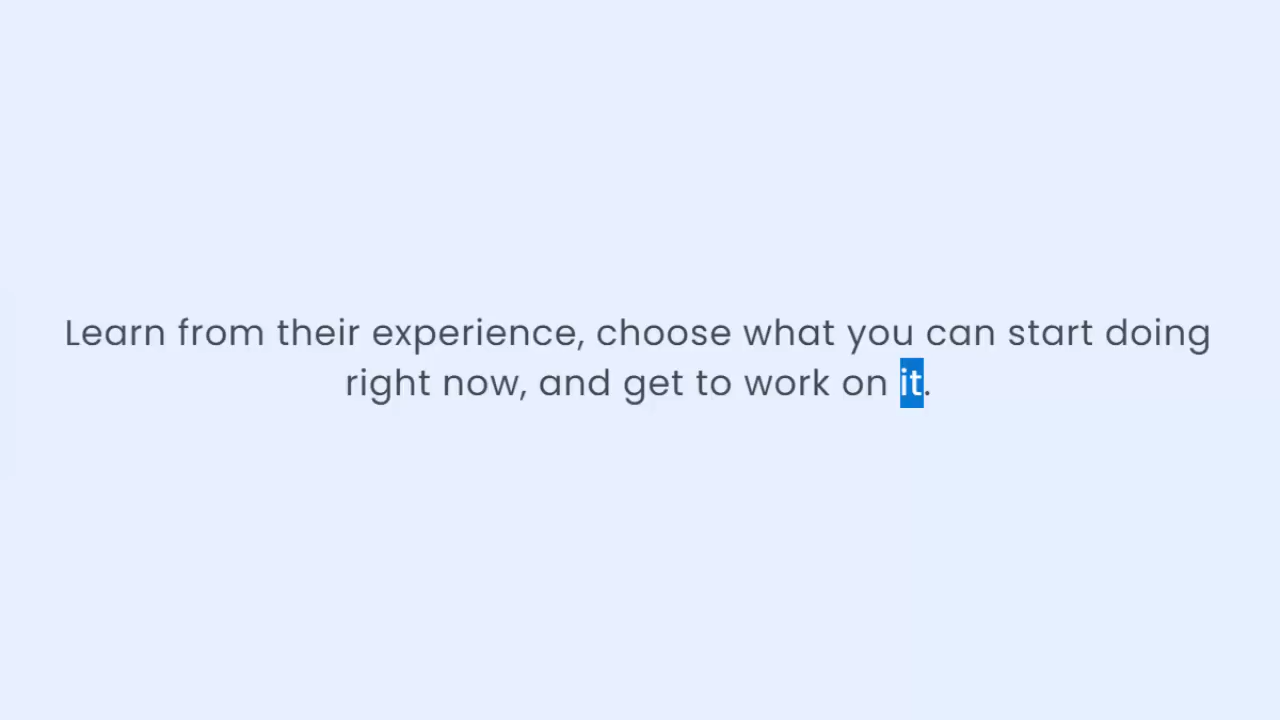 Learn from their experience, choose what you can start doing
right now, and get to work on it.